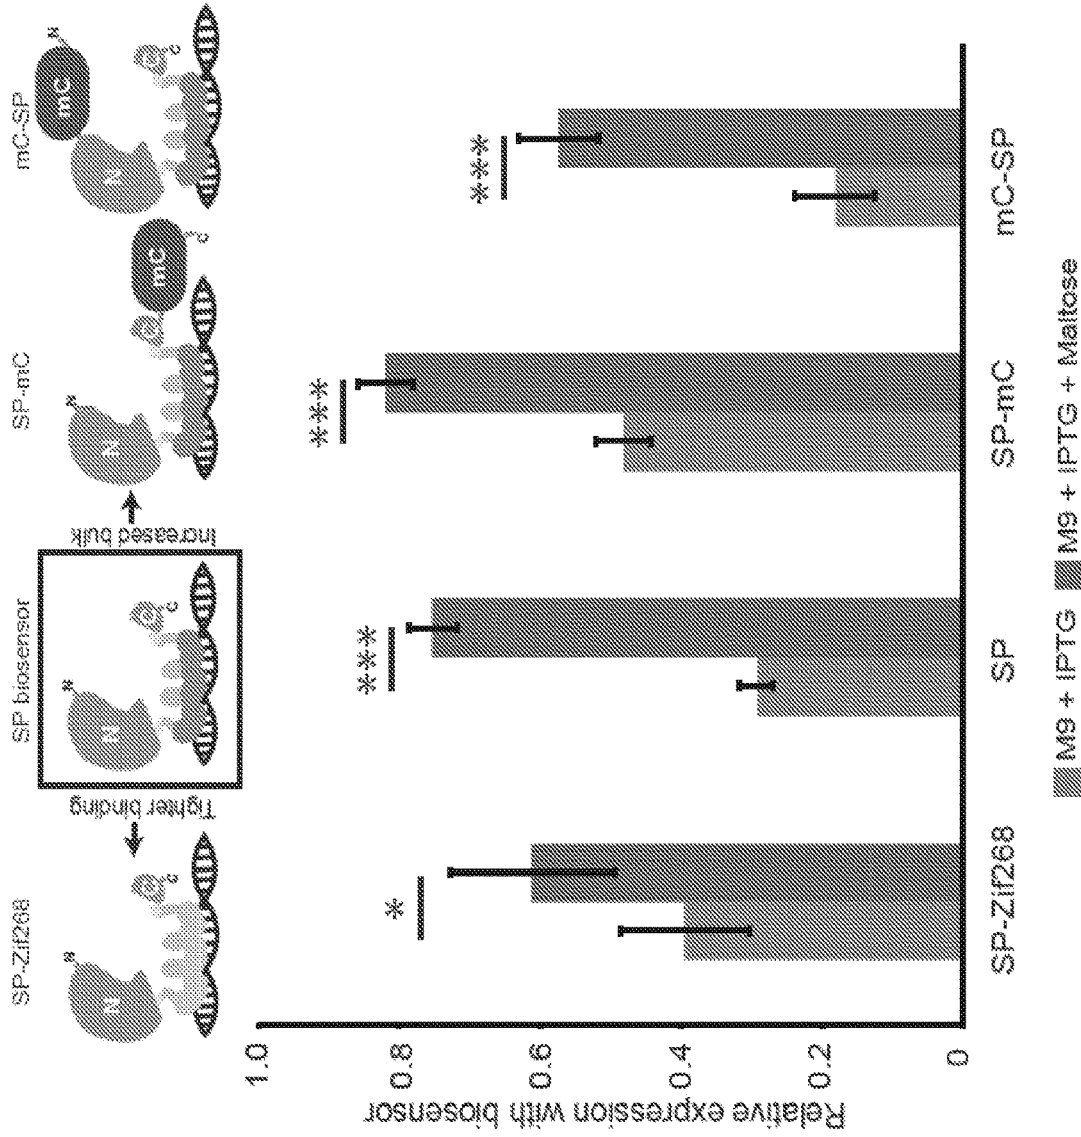 SP-Zif268
SP biosensor
SP-mC
mC-SP
Tighter binding
Increased bulk
N
N
C
N
N
C
N
N
mC
C
mC
N
N
C
Relative expression with biosensor
1.0
0.8
0.6
0.4
0.2
0
*
***
***
***
SP-Zif268
SP
SP-mC
mC-SP
M9 + IPTG
M9 + IPTG + Maltose